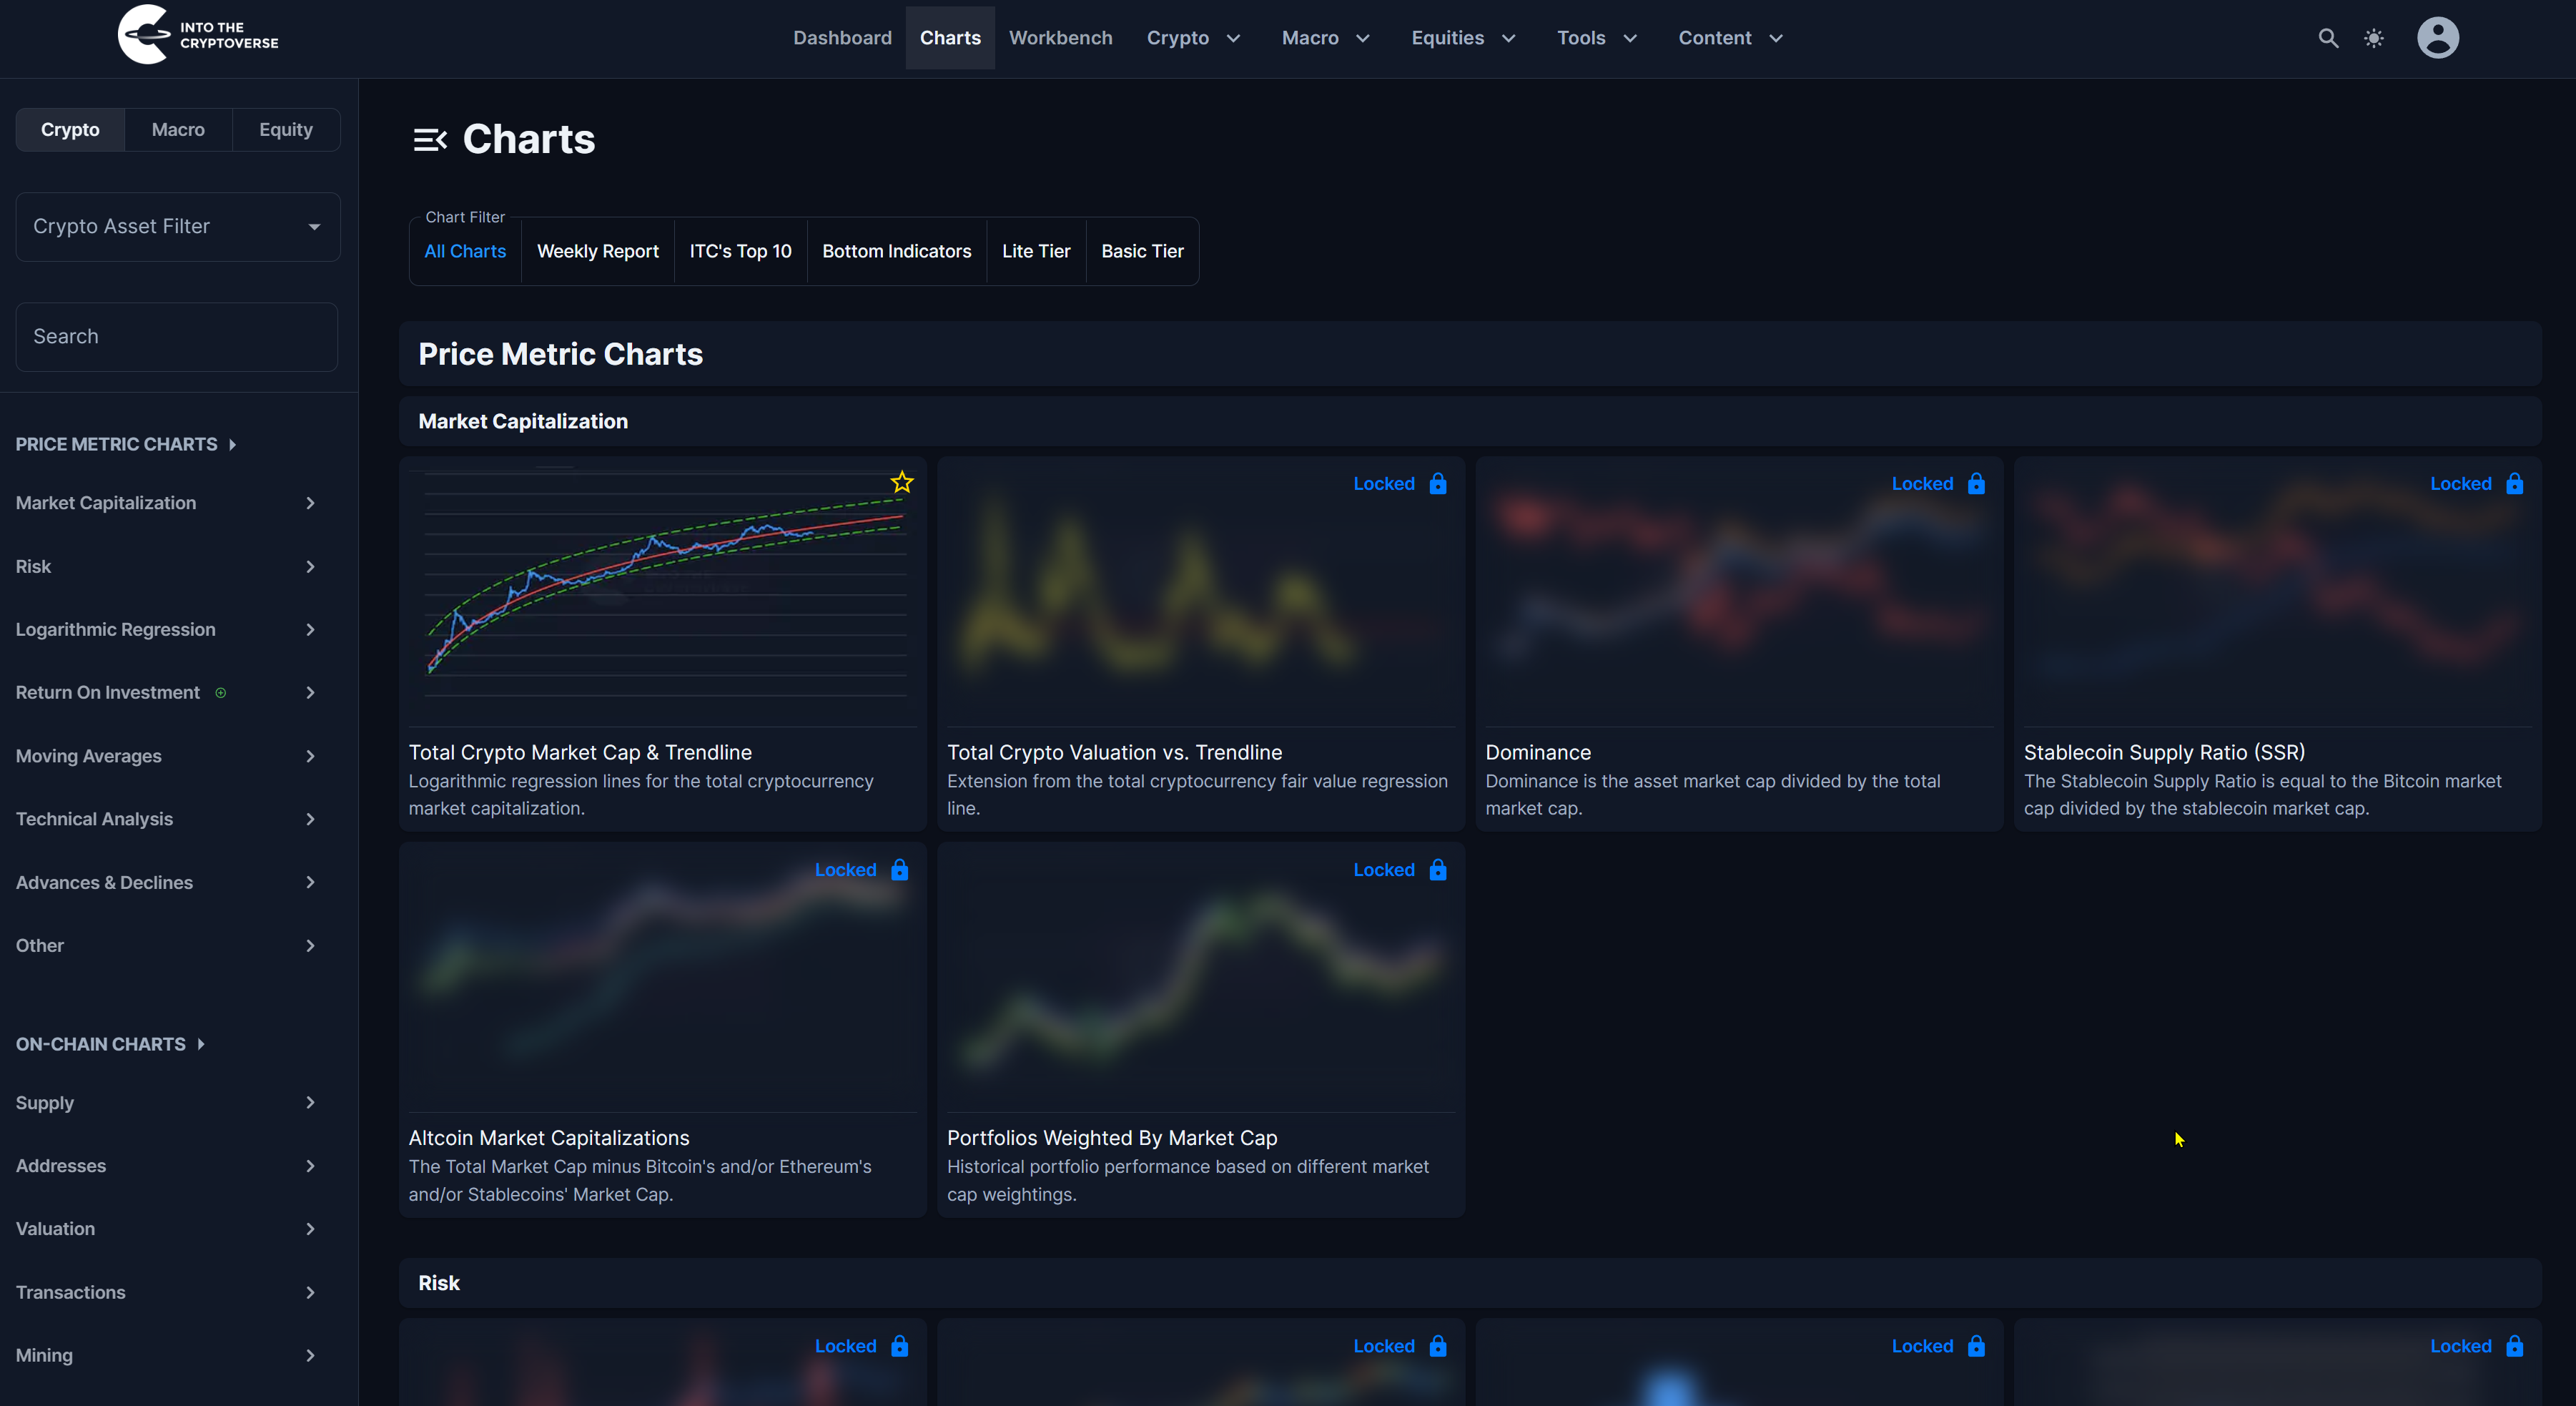 INTO THE
CRYPTOVERSE
Dashboard
Charts
Workbench
Crypto
Macro
Equities
Tools
Content
Crypto
Macro
Equity
Crypto Asset Filter
Search
PRICE METRIC CHARTS
Market Capitalization
Risk
Logarithmic Regression
Return On Investment
Moving Averages
Technical Analysis
Advances & Declines
Other
ON-CHAIN CHARTS
Supply
Addresses
Valuation
Transactions
Mining
Charts
Chart Filter
All Charts
Weekly Report
ITC's Top 10
Bottom Indicators
Lite Tier
Basic Tier
Price Metric Charts
Market Capitalization
Total Crypto Market Cap & Trendline
Logarithmic regression lines for the total cryptocurrency
market capitalization.
Locked
Total Crypto Valuation vs. Trendline
Extension from the total cryptocurrency fair value regression
line.
Locked
Dominance
Dominance is the asset market cap divided by the total
market cap.
Locked
Stablecoin Supply Ratio (SSR)
The Stablecoin Supply Ratio is equal to the Bitcoin market
cap divided by the stablecoin market cap.
Locked
Altcoin Market Capitalizations
The Total Market Cap minus Bitcoin's and/or Ethereum's
and/or Stablecoins' Market Cap.
Locked
Portfolios Weighted By Market Cap
Historical portfolio performance based on different market
cap weightings.
Risk
Locked
Locked
Locked
Locked